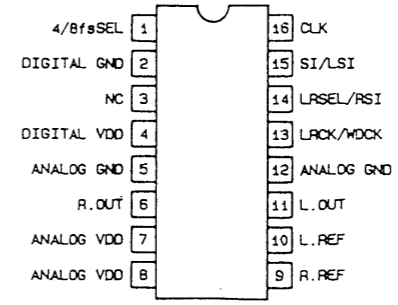 4/8fsSEL 1 16 CLK
DIGITAL GND 2 15 SI/LSI
NC 3 14 LRSEL/RSI
DIGITAL VDD 4 13 LRCK/WDCK
ANALOG GND 5 12 ANALOG GND
R.OUT 6 11 L.OUT
ANALOG VDD 7 10 L.REF
ANALOG VDD 8 9 R.REF